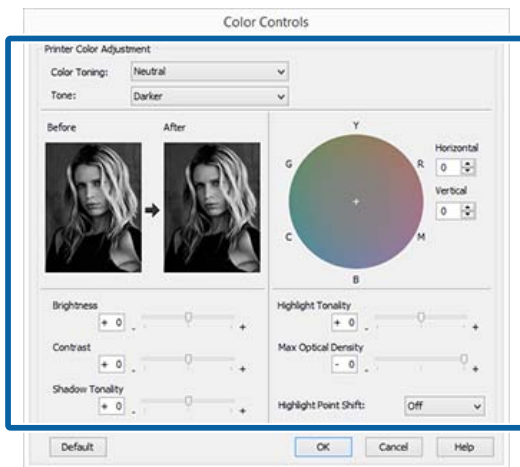 Color Controls
Printer Color Adjustment
Color Toning: Neutral
Tone: Darker
Before After
Y
G R
C M
B
Horizontal
0
Vertical
0
Brightness
+ 0 - +
Contrast
+ 0 - +
Shadow Tonality
+ 0 - +
Highlight Tonality
+ 0 - +
Max Optical Density
- 0 - +
Highlight Point Shift: Off
Default OK Cancel Help